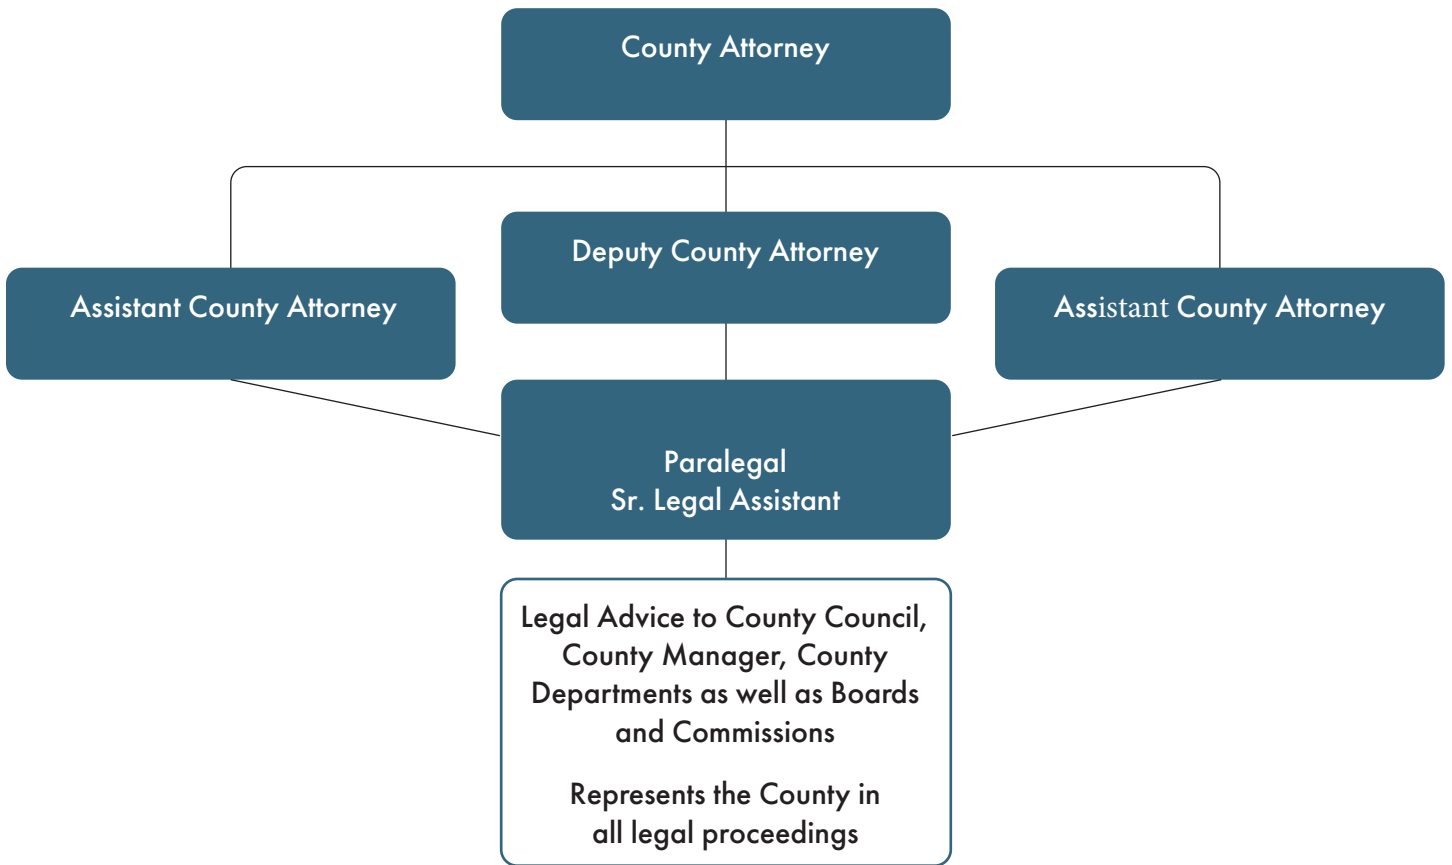 County Attorney
Deputy County Attorney
Assistant County Attorney
Assistant County Attorney
Paralegal
Sr. Legal Assistant
Legal Advice to County Council,
County Manager, County
Departments as well as Boards
and Commissions
Represents the County in
all legal proceedings